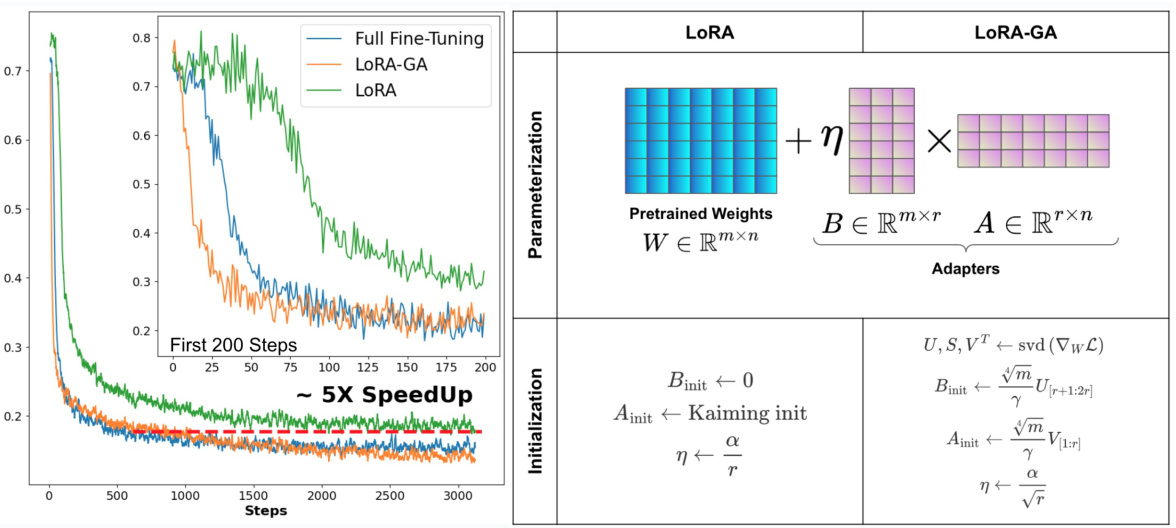 Full Fine-Tuning
LoRA-GA
LoRA
0.8
0.7
0.6
0.5
0.4
0.3
0.2
0 25 50 75 100 125 150 175 200
First 200 Steps
0.7
0.6
0.5
0.4
0.3
0.2
~ 5X SpeedUp
0 500 1000 1500 2000 2500 3000
Steps
LoRA LoRA-GA
Parameterization
+ η ×
Pretrained Weights
W ∈ ℝ^{m×n}
B ∈ ℝ^{m×r} A ∈ ℝ^{r×n}
Adapters
Initialization
B_init ← 0
A_init ← Kaiming init
η ← α/r
U, S, V^T ← svd (∇_W ℒ)
B_init ← ∜m/γ U_[r+1:2r]
A_init ← ∜m/γ V_[1:r]
η ← α/√r